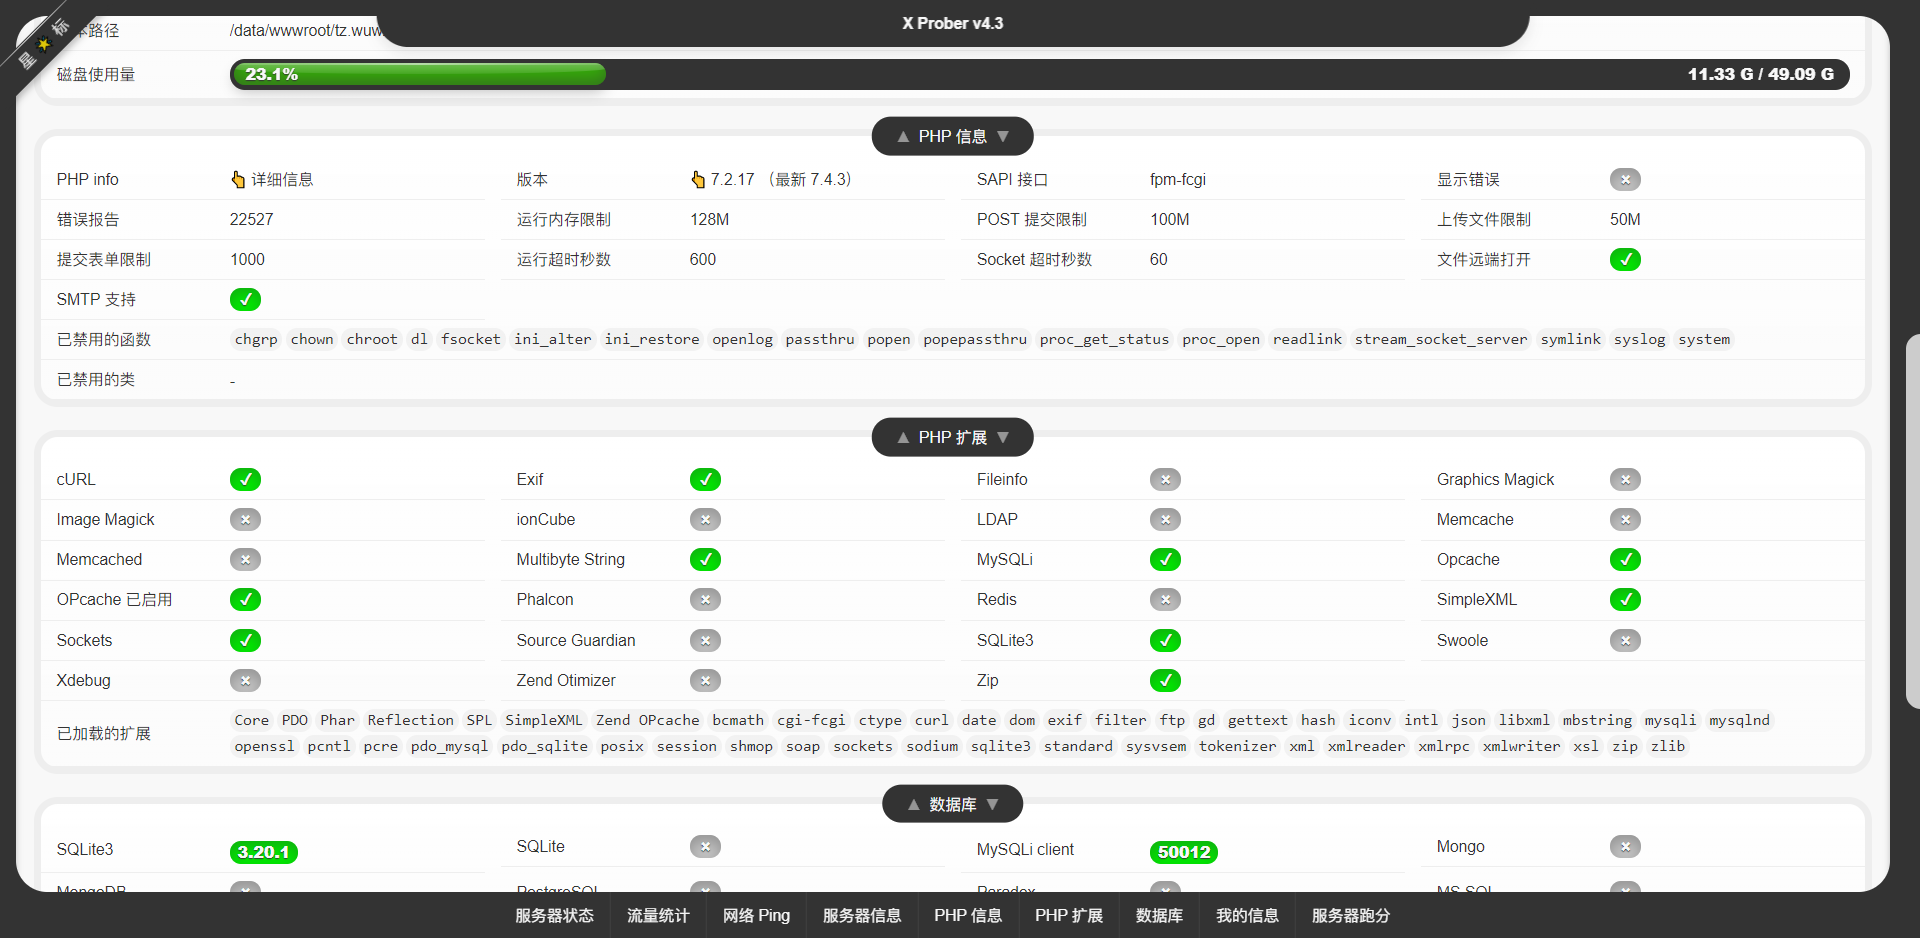 X Prober v4.3
星标
本路径 /data/wwwroot/tz.wuw
磁盘使用量 23.1% 11.33 G / 49.09 G
▲ PHP 信息 ▼
PHP info 详细信息 版本 7.2.17 （最新 7.4.3） SAPI 接口 fpm-fcgi 显示错误
错误报告 22527 运行内存限制 128M POST 提交限制 100M 上传文件限制 50M
提交表单限制 1000 运行超时秒数 600 Socket 超时秒数 60 文件远端打开
SMTP 支持
已禁用的函数 chgrp chown chroot dl fsocket ini_alter ini_restore openlog passthru popen popepassthru proc_get_status proc_open readlink stream_socket_server symlink syslog system
已禁用的类 -
▲ PHP 扩展 ▼
cURL Exif Fileinfo Graphics Magick
Image Magick ionCube LDAP Memcache
Memcached Multibyte String MySQLi Opcache
OPcache 已启用 Phalcon Redis SimpleXML
Sockets Source Guardian SQLite3 Swoole
Xdebug Zend Otimizer Zip
已加载的扩展 Core PDO Phar Reflection SPL SimpleXML Zend OPcache bcmath cgi-fcgi ctype curl date dom exif filter ftp gd gettext hash iconv intl json libxml mbstring mysqli mysqlnd
openssl pcntl pcre pdo_mysql pdo_sqlite posix session shmop soap sockets sodium sqlite3 standard sysvsem tokenizer xml xmlreader xmlrpc xmlwriter xsl zip zlib
▲ 数据库 ▼
SQLite3 3.20.1 SQLite MySQLi client 50012 Mongo
MongoDB PostgreSQL Paradox MS SQL
服务器状态 流量统计 网络 Ping 服务器信息 PHP 信息 PHP 扩展 数据库 我的信息 服务器跑分